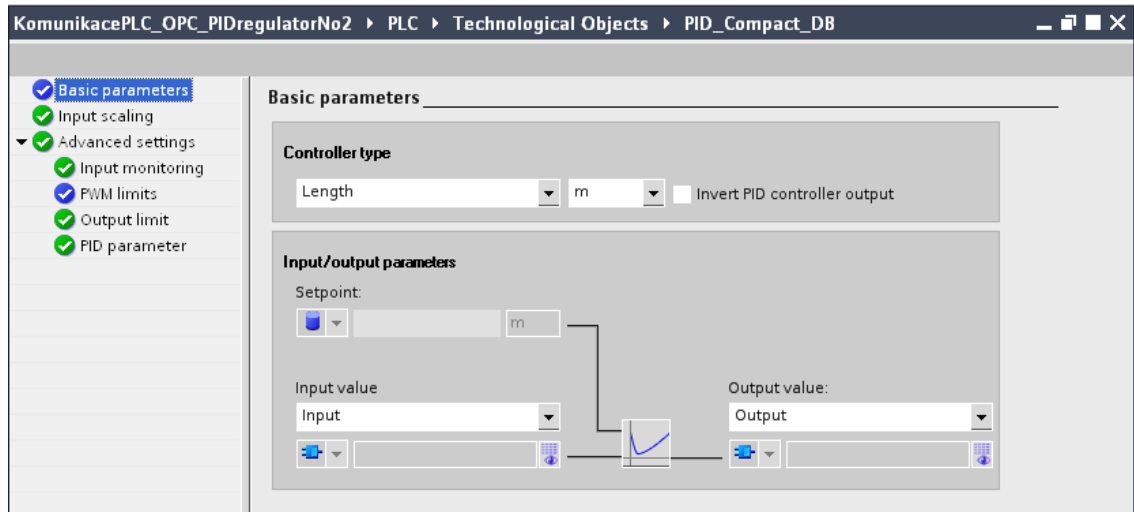 KomunikacePLC_OPC_PIDregulatorNo2 ▸ PLC ▸ Technological Objects ▸ PID_Compact_DB
Basic parameters
Input scaling
Advanced settings
Input monitoring
PWM limits
Output limit
PID parameter
Basic parameters
Controller type
Length m Invert PID controller output
Input/output parameters
Setpoint:
m
Input value Output value:
Input Output